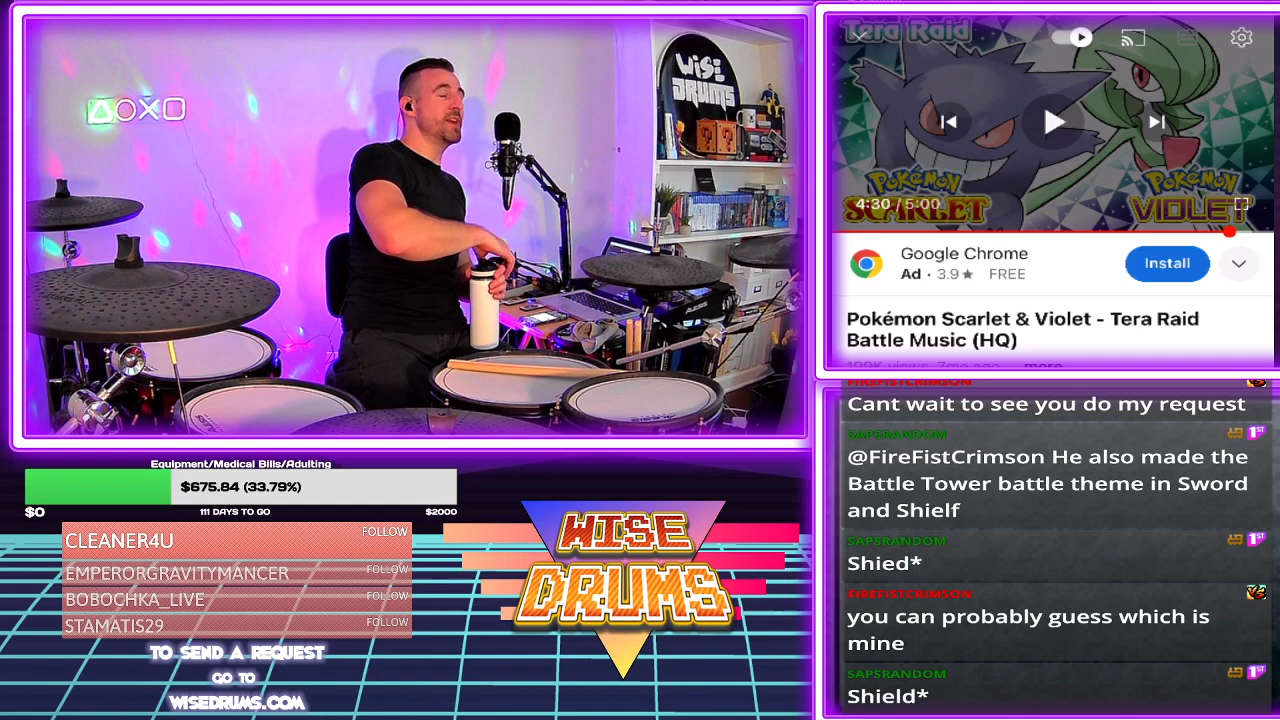 WiSE
DRUMS
Tera Raid
POKéMON
SCARLET
POKéMON
VIOLET
4:30 / 5:00
Google Chrome
Ad · 3.9★ FREE
Install
Pokémon Scarlet & Violet - Tera Raid
Battle Music (HQ)
FIREFISTCRIMSON
Cant wait to see you do my request
SAPSRANDOM
1ST
@FireFistCrimson He also made the
Battle Tower battle theme in Sword
and Shielf
SAPSRANDOM
1ST
Shied*
FIREFISTCRIMSON
you can probably guess which is
mine
SAPSRANDOM
1ST
Shield*
Equipment/Medical Bills/Adulting
$675.84 (33.79%)
$0
111 DAYS TO GO
$2000
CLEANER4U FOLLOW
EMPERORGRAVITYMANCER FOLLOW
BOBOCHKA_LIVE FOLLOW
STAMATIS29 FOLLOW
TO SEND A REQUEST
GO TO
WISEDRUMS.COM
WISE
DRUMS